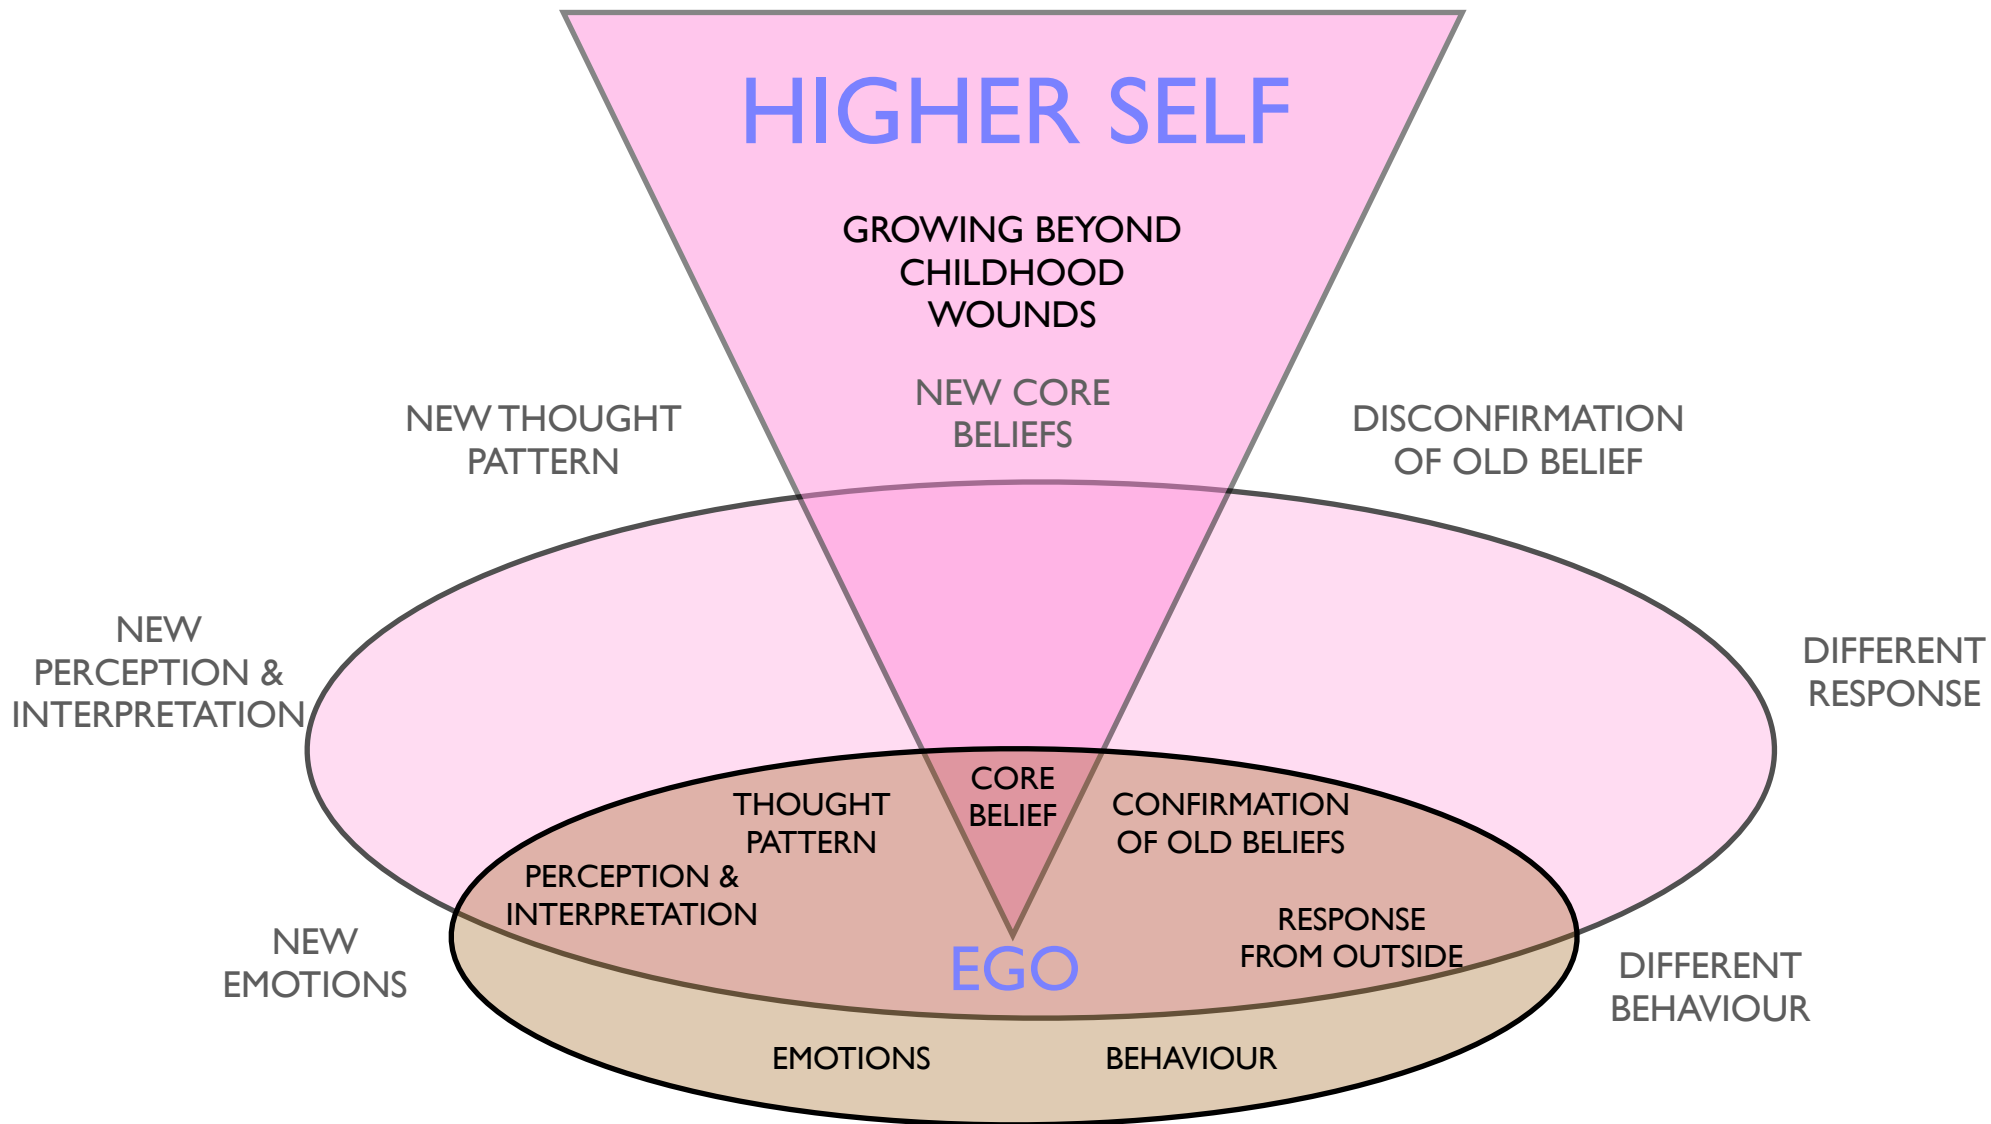 HIGHER SELF
GROWING BEYOND
CHILDHOOD
WOUNDS
NEW CORE
BELIEFS
NEW THOUGHT
PATTERN
DISCONFIRMATION
OF OLD BELIEF
NEW
PERCEPTION &
INTERPRETATION
DIFFERENT
RESPONSE
CORE
BELIEF
THOUGHT
PATTERN
CONFIRMATION
OF OLD BELIEFS
PERCEPTION &
INTERPRETATION
RESPONSE
FROM OUTSIDE
EGO
NEW
EMOTIONS
DIFFERENT
BEHAVIOUR
EMOTIONS
BEHAVIOUR